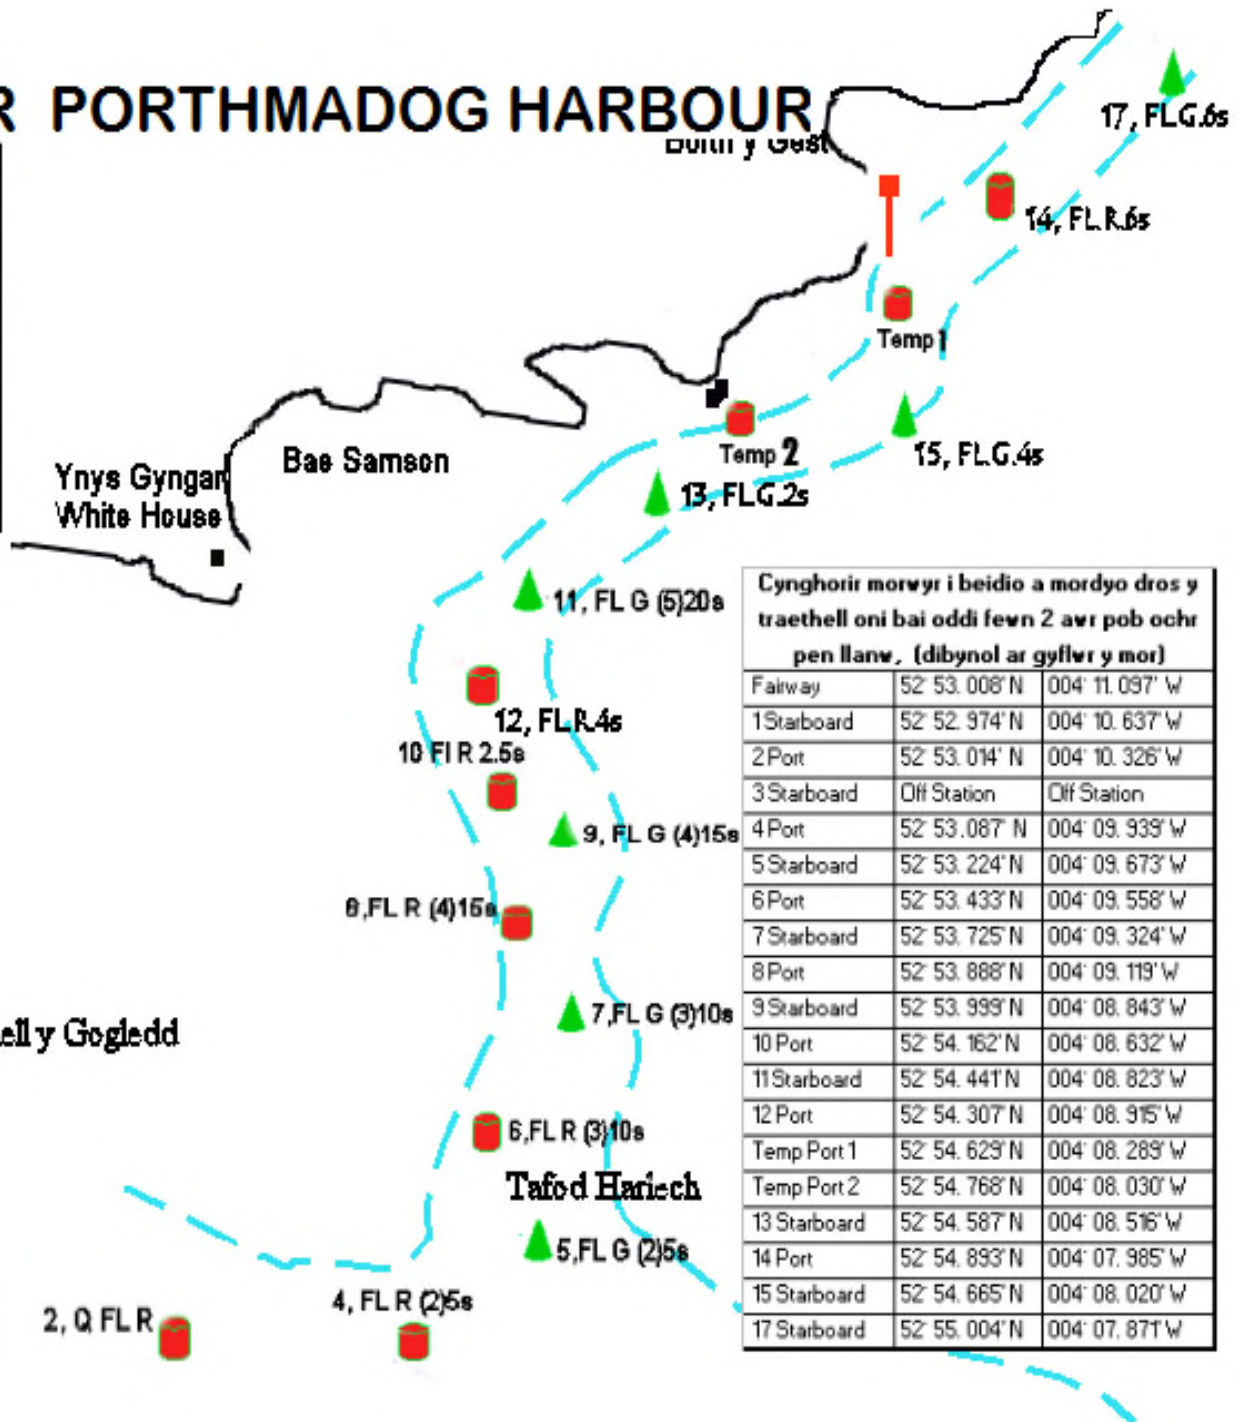 R PORTHMADOG HARBOUR
17, FL.G.6s
14, FL.R.6s
Temp 1
15, FL.G.4s
Temp 2
13, FL.G.2s
Bae Samson
Ynys Gyngar
White House
11, FL G (5)20s
12, FL.R.4s
10 Fl R 2.5s
9, FL G (4)15s
8,FL R (4)15s
7,FL G (3)10s
ell y Gogledd
6,FL R (3)10s
Tafod Harlech
5,FL G (2)5s
4, FL R (2)5s
2, Q FL R
Cynghorir morwyr i beidio a mordyo dros y
traethell oni bai oddi fewn 2 awr pob ochr
pen llanw, (dibynol ar gyflwr y mor)
Fairway 52' 53. 008' N 004' 11. 097' W
1 Starboard 52' 52. 974' N 004' 10. 637' W
2 Port 52' 53. 014' N 004' 10. 326' W
3 Starboard Off Station Off Station
4 Port 52' 53.087' N 004' 09. 939' W
5 Starboard 52' 53. 224' N 004' 09. 673' W
6 Port 52' 53. 433' N 004' 09. 558' W
7 Starboard 52' 53. 725' N 004' 09. 324' W
8 Port 52' 53. 888' N 004' 09. 119' W
9 Starboard 52' 53. 999' N 004' 08. 843' W
10 Port 52' 54. 162' N 004' 08. 632' W
11 Starboard 52' 54. 441' N 004' 08. 823' W
12 Port 52' 54. 307' N 004' 08. 915' W
Temp Port 1 52' 54. 629' N 004' 08. 289' W
Temp Port 2 52' 54. 768' N 004' 08. 030' W
13 Starboard 52' 54. 587' N 004' 08. 516' W
14 Port 52' 54. 893' N 004' 07. 985' W
15 Starboard 52' 54. 665' N 004' 08. 020' W
17 Starboard 52' 55. 004' N 004' 07. 871' W